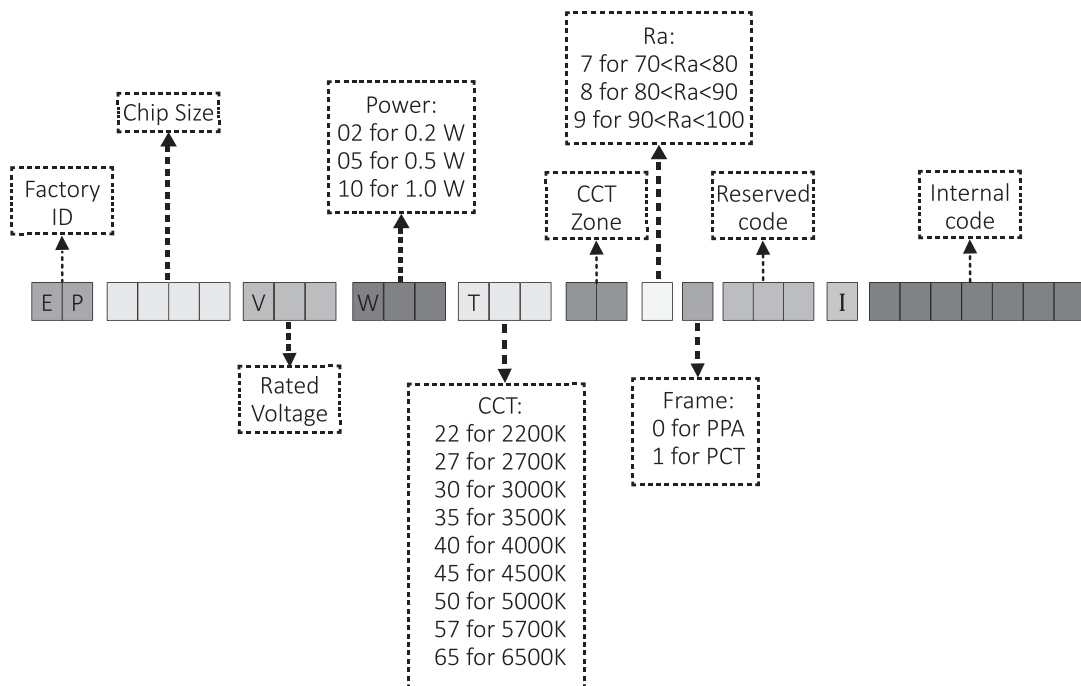 Ra:
7 for 70<Ra<80
8 for 80<Ra<90
9 for 90<Ra<100
Power:
02 for 0.2 W
05 for 0.5 W
10 for 1.0 W
Chip Size
Factory
ID
CCT
Zone
Reserved
code
Internal
code
E P V W T I
Rated
Voltage
CCT:
22 for 2200K
27 for 2700K
30 for 3000K
35 for 3500K
40 for 4000K
45 for 4500K
50 for 5000K
57 for 5700K
65 for 6500K
Frame:
0 for PPA
1 for PCT